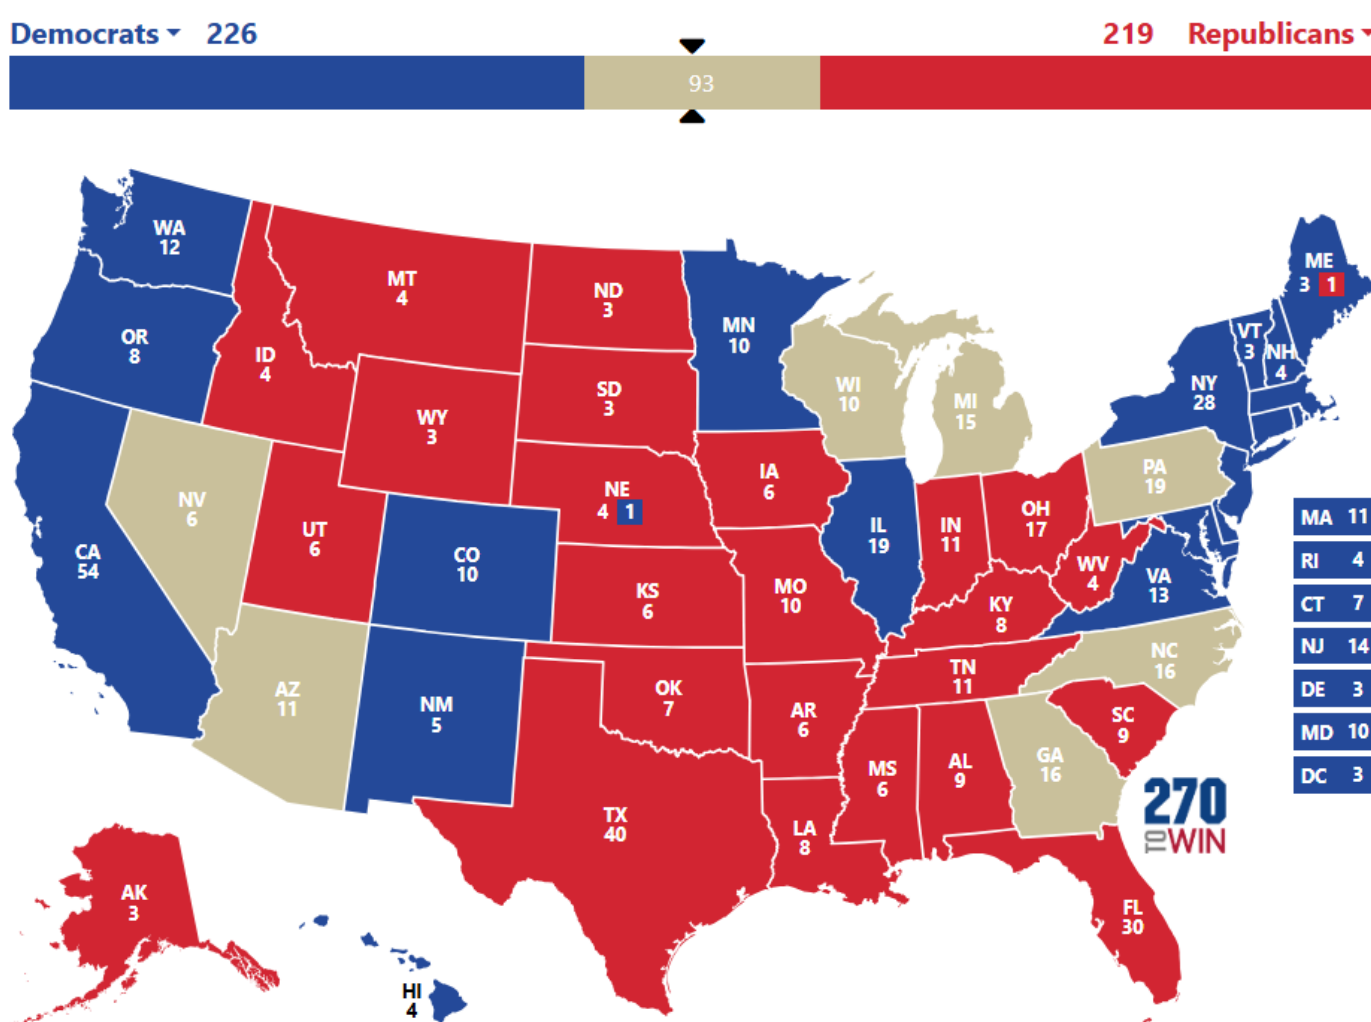 Democrats 226
219 Republicans
93
WA
12
MT
4
ND
3
MN
10
ME
3 1
OR
8
ID
4
VT
3
NH
4
WY
3
SD
3
WI
10
MI
15
NY
28
NV
6
UT
6
NE
4 1
IA
6
PA
19
CA
54
CO
10
KS
6
MO
10
IL
19
IN
11
OH
17
WV
4
VA
13
KY
8
MA 11
RI 4
CT 7
NJ 14
DE 3
MD 10
DC 3
AZ
11
NM
5
OK
7
AR
6
TN
11
NC
16
SC
9
MS
6
AL
9
GA
16
TX
40
LA
8
FL
30
270
TO WIN
AK
3
HI
4